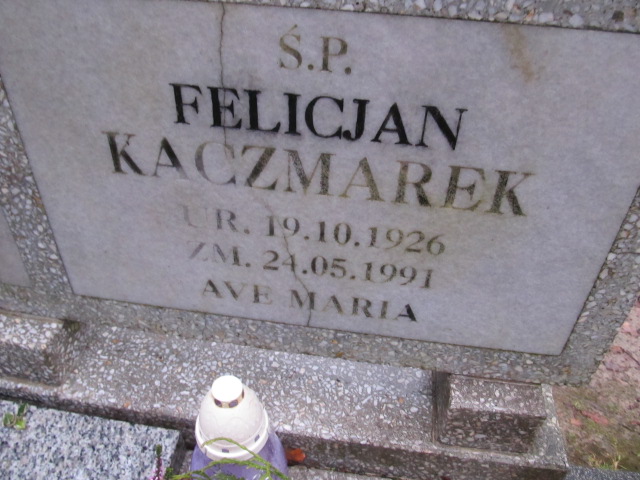 Ś.P.
FELICJAN
KACZMAREK
UR. 19.10.1926
ZM. 24.05.1991
AVE MARIA